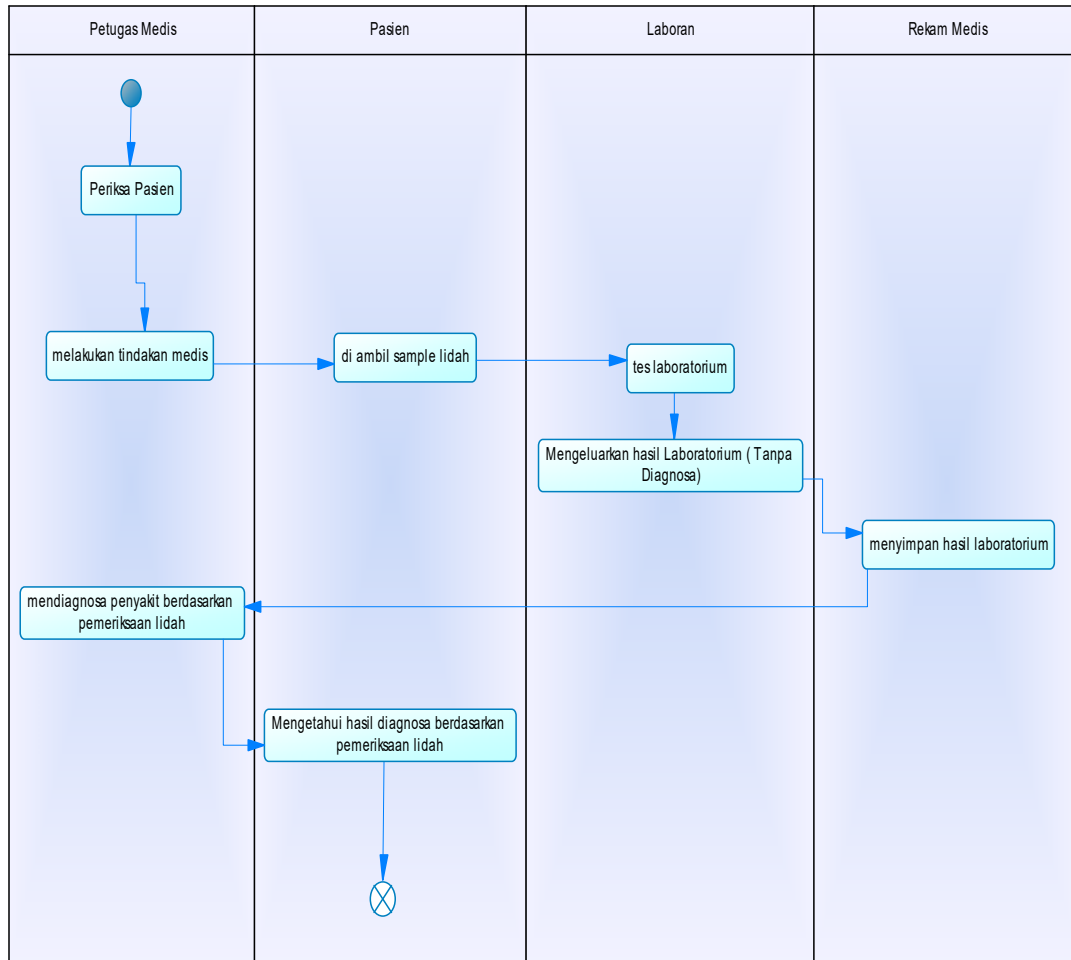 Petugas Medis
Pasien
Laboran
Rekam Medis
Periksa Pasien
melakukan tindakan medis
di ambil sample lidah
tes laboratorium
Mengeluarkan hasil Laboratorium ( Tanpa
Diagnosa)
menyimpan hasil laboratorium
mendiagnosa penyakit berdasarkan
pemeriksaan lidah
Mengetahui hasil diagnosa berdasarkan
pemeriksaan lidah